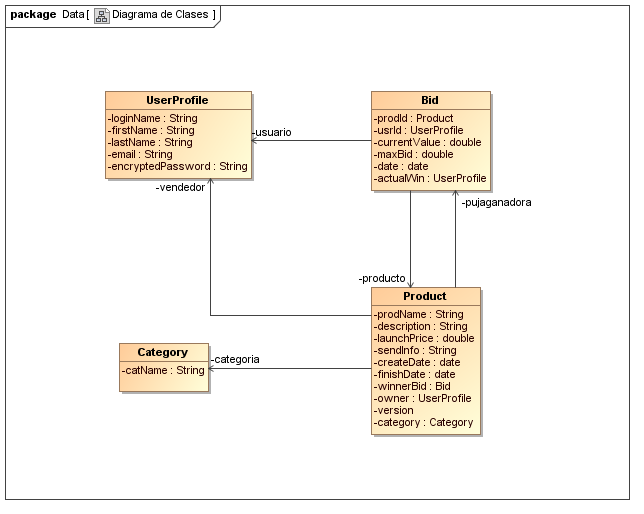 package Data [ Diagrama de Clases ]
UserProfile
-loginName : String
-firstName : String
-lastName : String
-email : String
-encryptedPassword : String
-usuario
Bid
-prodId : Product
-usrId : UserProfile
-currentValue : double
-maxBid : double
-date : date
-actualWin : UserProfile
-vendedor
-pujaganadora
-producto
Product
-prodName : String
-description : String
-launchPrice : double
-sendInfo : String
-createDate : date
-finishDate : date
-winnerBid : Bid
-owner : UserProfile
-version
-category : Category
Category
-catName : String
-categoria